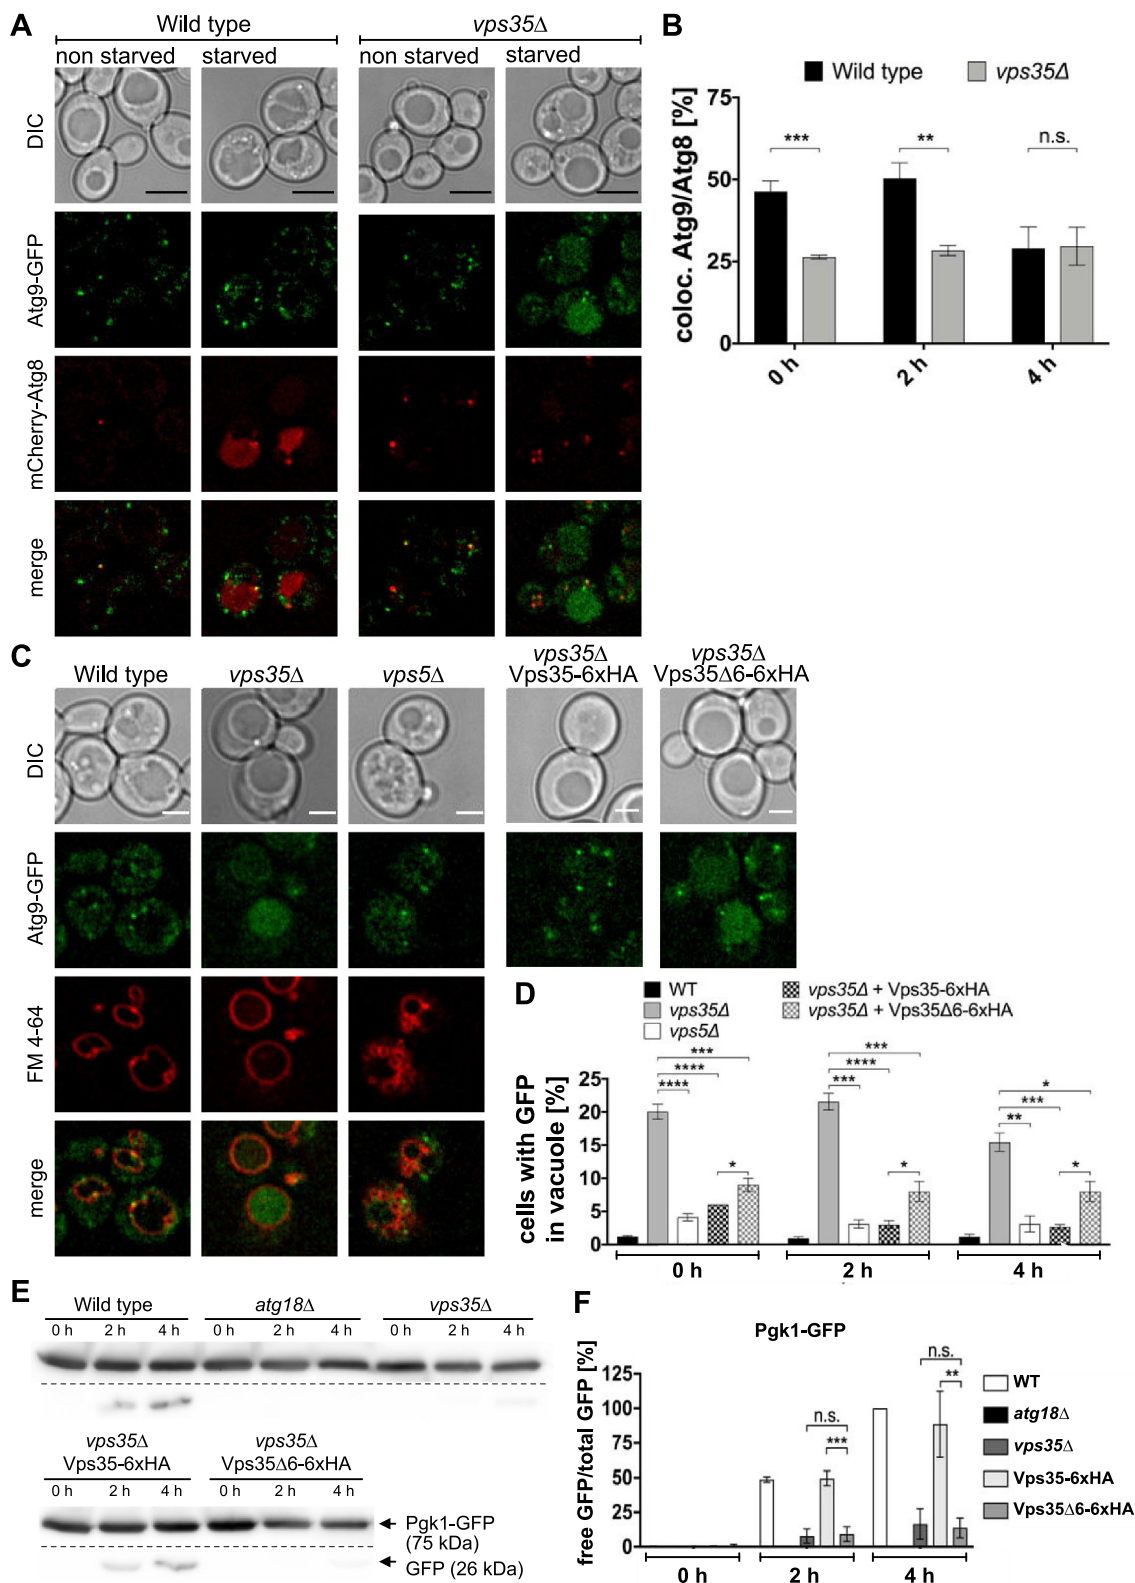 A
Wild type
vps35Δ
non starved
starved
non starved
starved
DIC
Atg9-GFP
mCherry-Atg8
merge
B
Wild type
vps35Δ
coloc. Atg9/Atg8 [%]
75
50
25
0
***
**
n.s.
0 h
2 h
4 h
C
Wild type
vps35Δ
vps5Δ
vps35Δ
Vps35-6xHA
vps35Δ
Vps35Δ6-6xHA
DIC
Atg9-GFP
FM 4-64
merge
D
WT
vps35Δ
vps5Δ
vps35Δ + Vps35-6xHA
vps35Δ + Vps35Δ6-6xHA
cells with GFP
in vacuole [%]
25
20
15
10
5
0
***
****
****
*
***
****
***
*
*
***
**
*
0 h
2 h
4 h
E
Wild type
atg18Δ
vps35Δ
0 h 2 h 4 h 0 h 2 h 4 h 0 h 2 h 4 h
vps35Δ
Vps35-6xHA
vps35Δ
Vps35Δ6-6xHA
0 h 2 h 4 h 0 h 2 h 4 h
Pgk1-GFP
(75 kDa)
GFP (26 kDa)
F
Pgk1-GFP
free GFP/total GFP [%]
125
100
75
50
25
0
n.s.
***
n.s.
**
0 h
2 h
4 h
WT
atg18Δ
vps35Δ
Vps35-6xHA
Vps35Δ6-6xHA